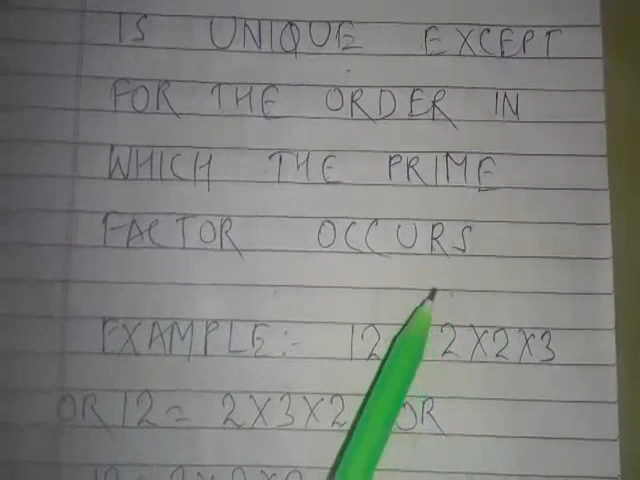 IS UNIQUE EXCEPT
FOR THE ORDER IN
WHICH THE PRIME
FACTOR OCCURS
EXAMPLE:- 12 2X2X3
OR 12 = 2X3X2 OR